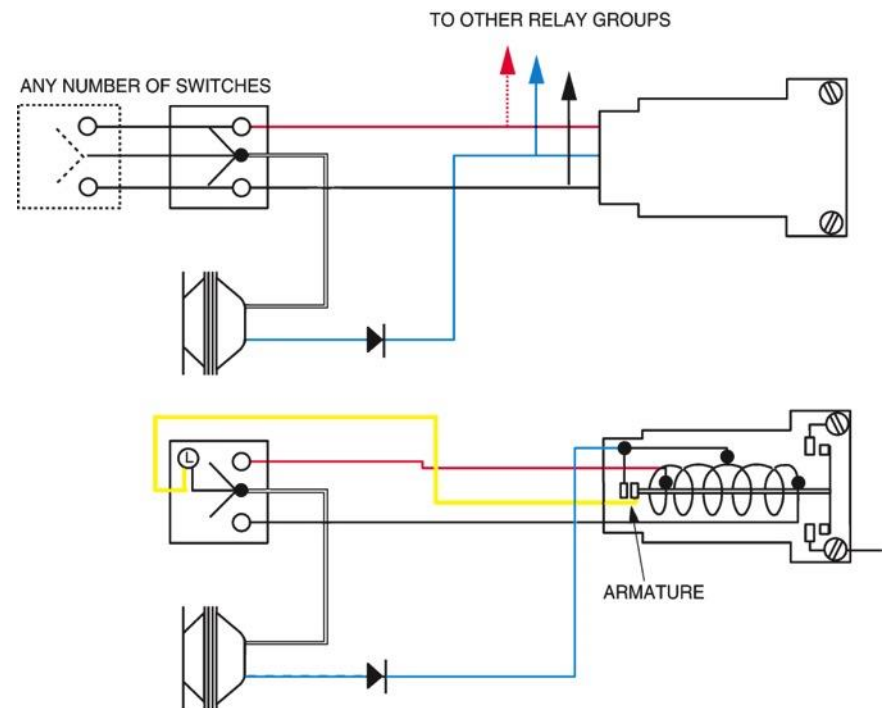 TO OTHER RELAY GROUPS
ANY NUMBER OF SWITCHES
L
ARMATURE